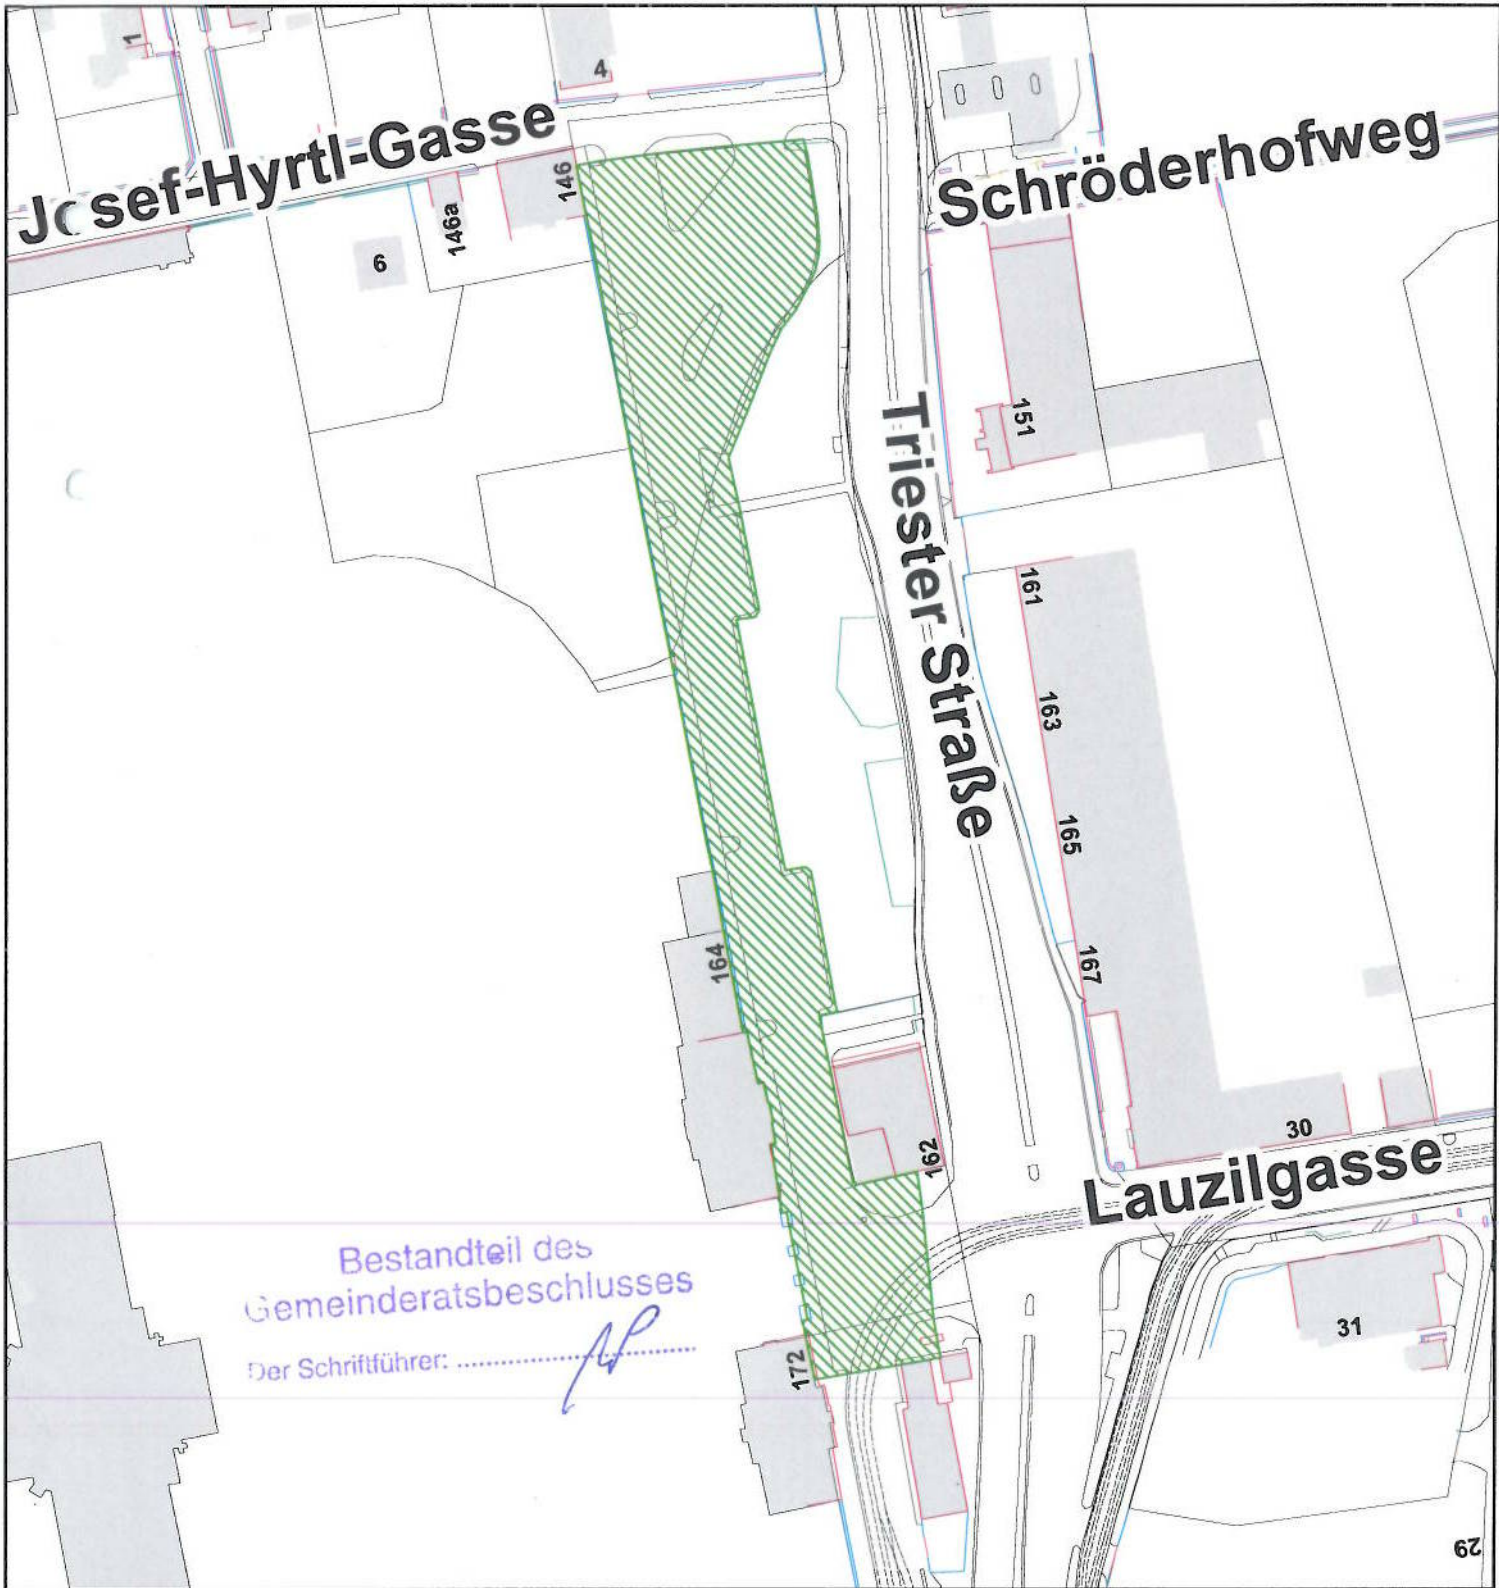 1
4
Josef-Hyrtl-Gasse
146
146a
6
Schröderhofweg
151
Triester Straße
161
163
165
167
164
162
30
Lauzilgasse
31
172
29
Bestandteil des
Gemeinderatsbeschlusses
Der Schriftführer: